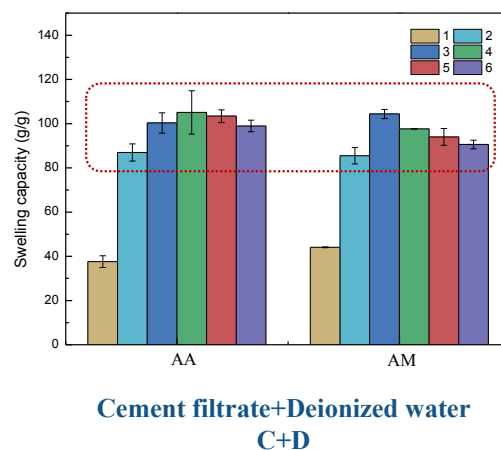 140
120
100
80
60
40
20
0
Swelling capacity (g/g)
1 2
3 4
5 6
AA AM
Cement filtrate+Deionized water
C+D